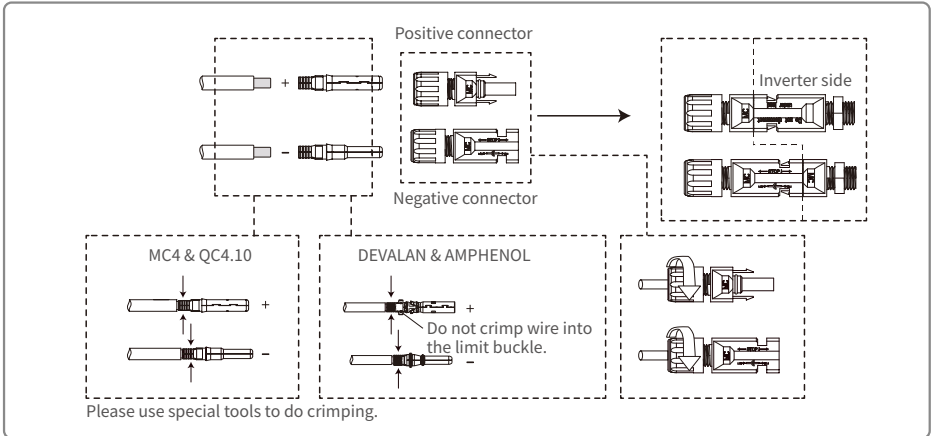 Positive connector
Inverter side
+
−
Negative connector
MC4 & QC4.10
+
−
DEVALAN & AMPHENOL
+
Do not crimp wire into
the limit buckle.
−
Please use special tools to do crimping.